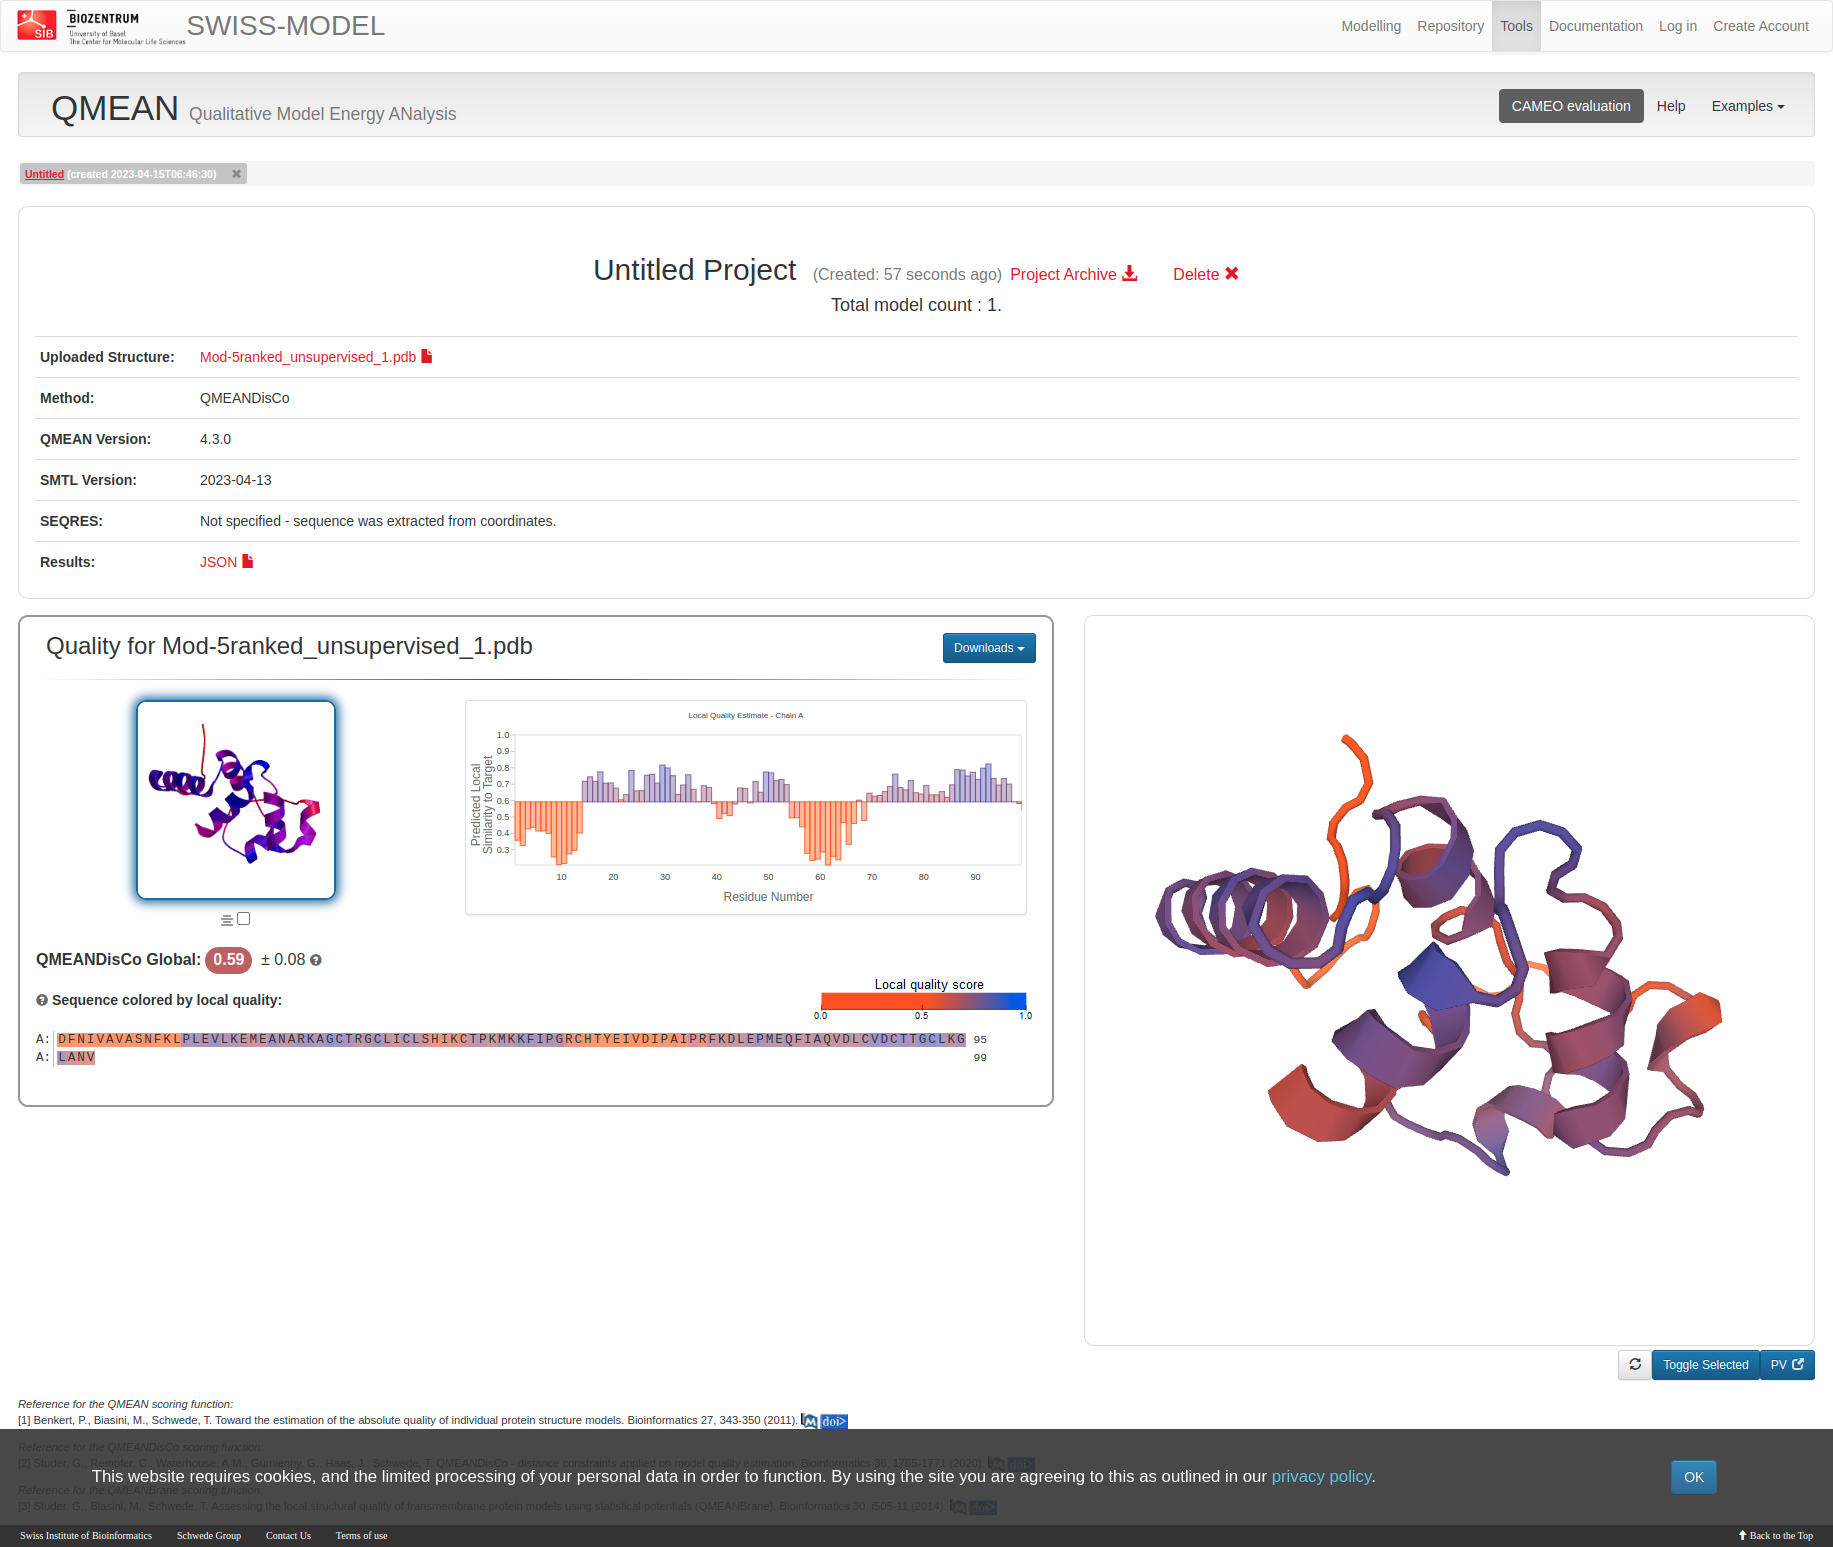 SIB
BIOZENTRUM
University of Basel
The Center for Molecular Life Sciences
SWISS-MODEL
Modelling Repository Tools Documentation Log in Create Account
QMEAN Qualitative Model Energy ANalysis
CAMEO evaluation Help Examples
Untitled (created 2023-04-15T06:46:30)
Untitled Project (Created: 57 seconds ago) Project Archive Delete
Total model count : 1.
Uploaded Structure: Mod-5ranked_unsupervised_1.pdb
Method: QMEANDisCo
QMEAN Version: 4.3.0
SMTL Version: 2023-04-13
SEQRES: Not specified - sequence was extracted from coordinates.
Results: JSON
Quality for Mod-5ranked_unsupervised_1.pdb
Downloads
Local Quality Estimate - Chain A
Predicted Local
Similarity to Target
1.0
0.9
0.8
0.7
0.6
0.5
0.4
0.3
10 20 30 40 50 60 70 80 90
Residue Number
QMEANDisCo Global: 0.59 ± 0.08
Sequence colored by local quality:
Local quality score
0.0 0.5 1.0
A: DFNIVAVASNFKLPLEVLKEMEANARKAGCTRGCLICLSHIKCTPKMKKFIPGRCHTYEIVDIPAIPRFKDLEPMEQFIAQVDLCVDCTTGCLKG 95
A: LANV 99
Toggle Selected PV
Reference for the QMEAN scoring function:
[1] Benkert, P., Biasini, M., Schwede, T. Toward the estimation of the absolute quality of individual protein structure models. Bioinformatics 27, 343-350 (2011). doi>
Reference for the QMEANDisCo scoring function:
[2] Studer, G., Rempfer, C., Waterhouse, A.M., Gumienny, G., Haas, J., Schwede, T. QMEANDisCo - distance constraints applied on model quality estimation. Bioinformatics 36, 1765-1771 (2020). doi>
This website requires cookies, and the limited processing of your personal data in order to function. By using the site you are agreeing to this as outlined in our privacy policy.
OK
Reference for the QMEANBrane scoring function:
[3] Studer, G., Biasini, M., Schwede, T. Assessing the local structural quality of transmembrane protein models using statistical potentials (QMEANBrane). Bioinformatics 30, i505-11 (2014). doi>
Swiss Institute of Bioinformatics Schwede Group Contact Us Terms of use
Back to the Top